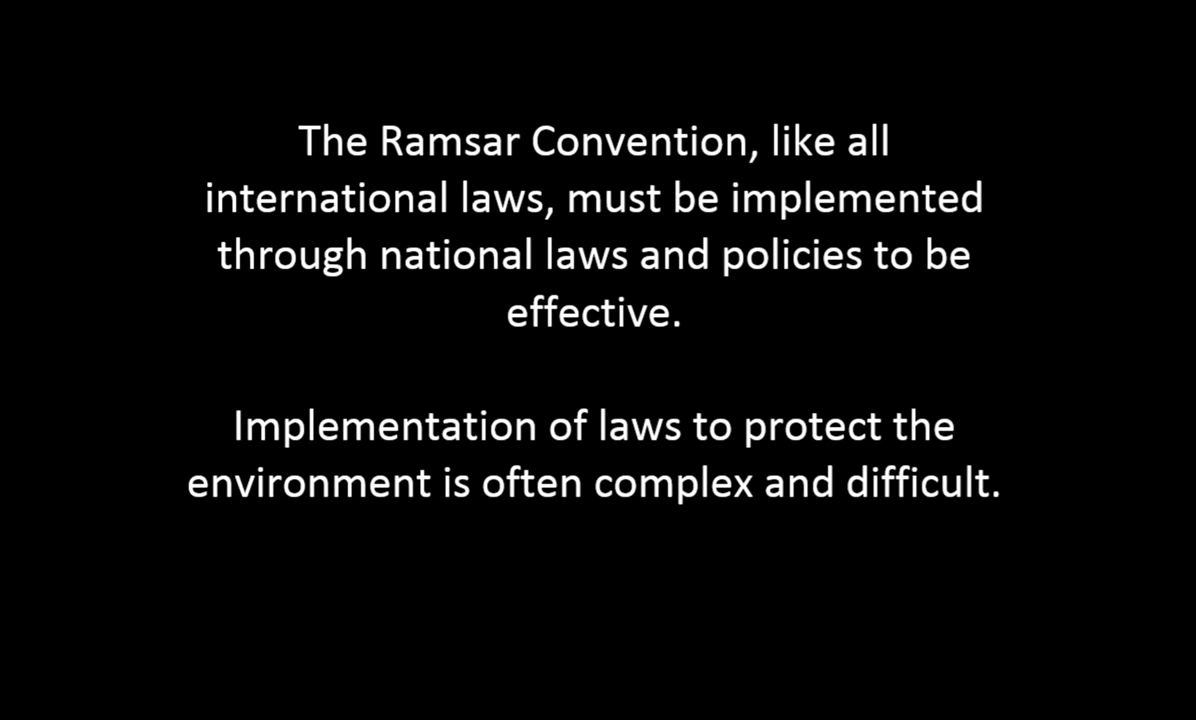 The Ramsar Convention, like all
international laws, must be implemented
through national laws and policies to be
effective.
Implementation of laws to protect the
environment is often complex and difficult.